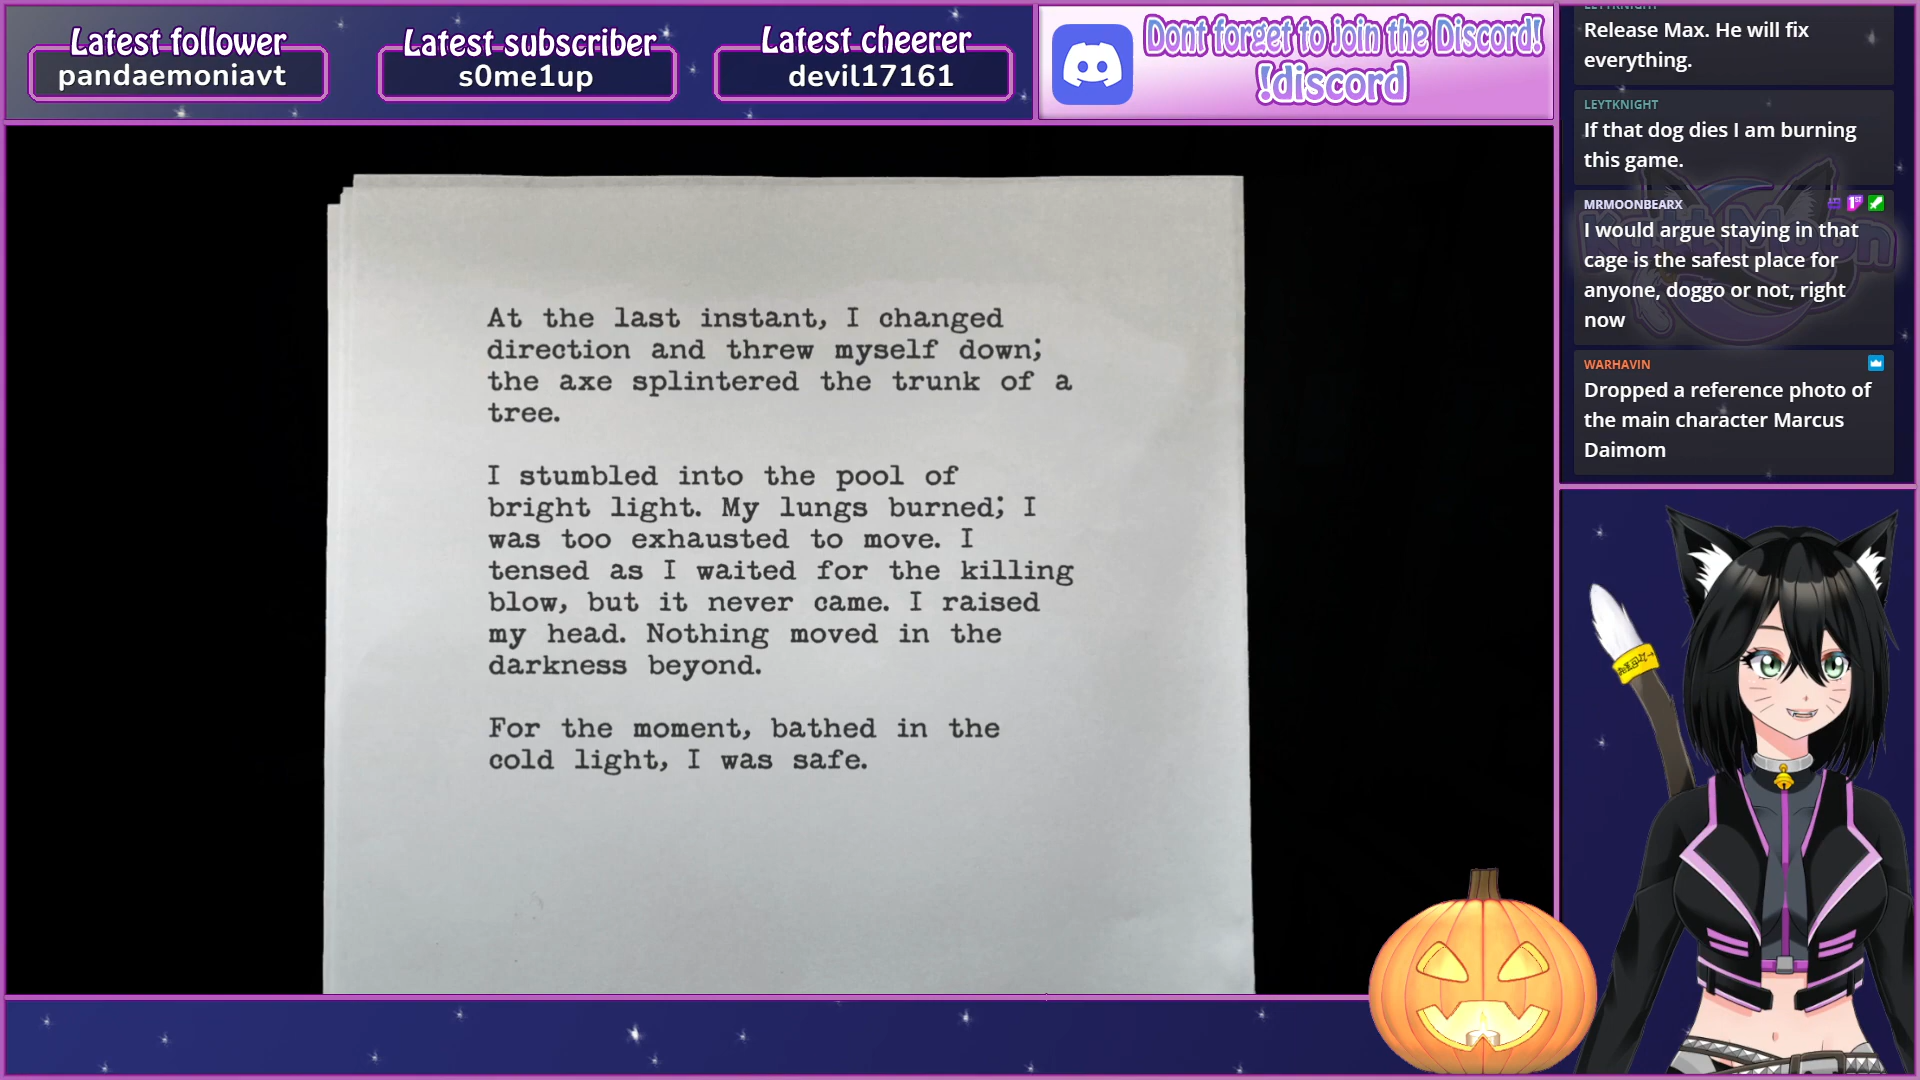 Latest follower
pandaemoniavt
Latest subscriber
s0me1up
Latest cheerer
devil17161
Dont forget to join the Discord!
!discord
At the last instant, I changed
direction and threw myself down;
the axe splintered the trunk of a
tree.
I stumbled into the pool of
bright light. My lungs burned; I
was too exhausted to move. I
tensed as I waited for the killing
blow, but it never came. I raised
my head. Nothing moved in the
darkness beyond.
For the moment, bathed in the
cold light, I was safe.
LEYTKNIGHT
Release Max. He will fix
everything.
LEYTKNIGHT
If that dog dies I am burning
this game.
MRMOONBEARX
1ST
I would argue staying in that
cage is the safest place for
anyone, doggo or not, right
now
WARHAVIN
Dropped a reference photo of
the main character Marcus
Daimom